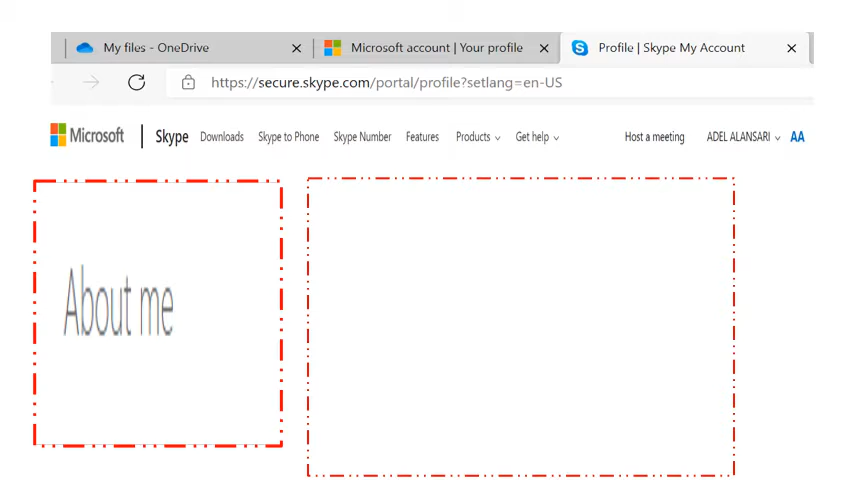 My files - OneDrive
Microsoft account | Your profile
Profile | Skype My Account
https://secure.skype.com/portal/profile?setlang=en-US
Microsoft | Skype Downloads Skype to Phone Skype Number Features Products Get help Host a meeting ADEL ALANSARI AA
About me